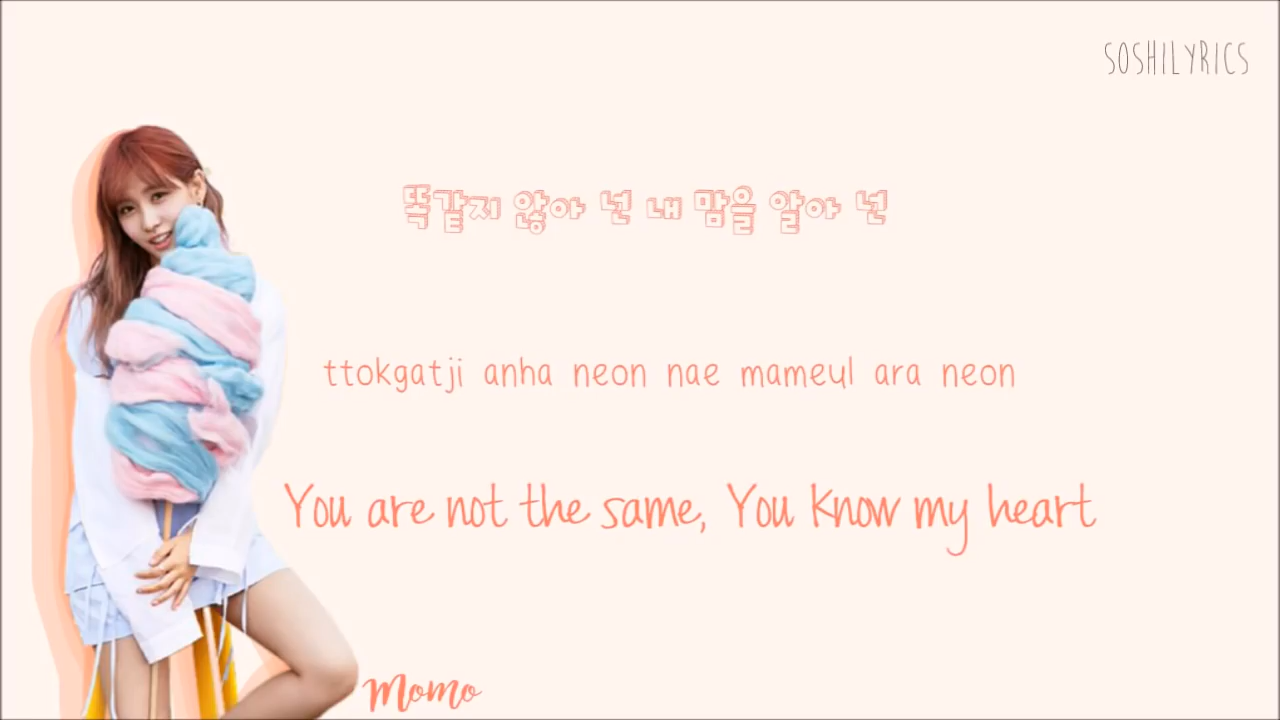 SOSHILYRICS
똑같지 않아 넌 내 맘을 알아 넌
ttokgatji anha neon nae mameul ara neon
You are not the same, You know my heart
Momo